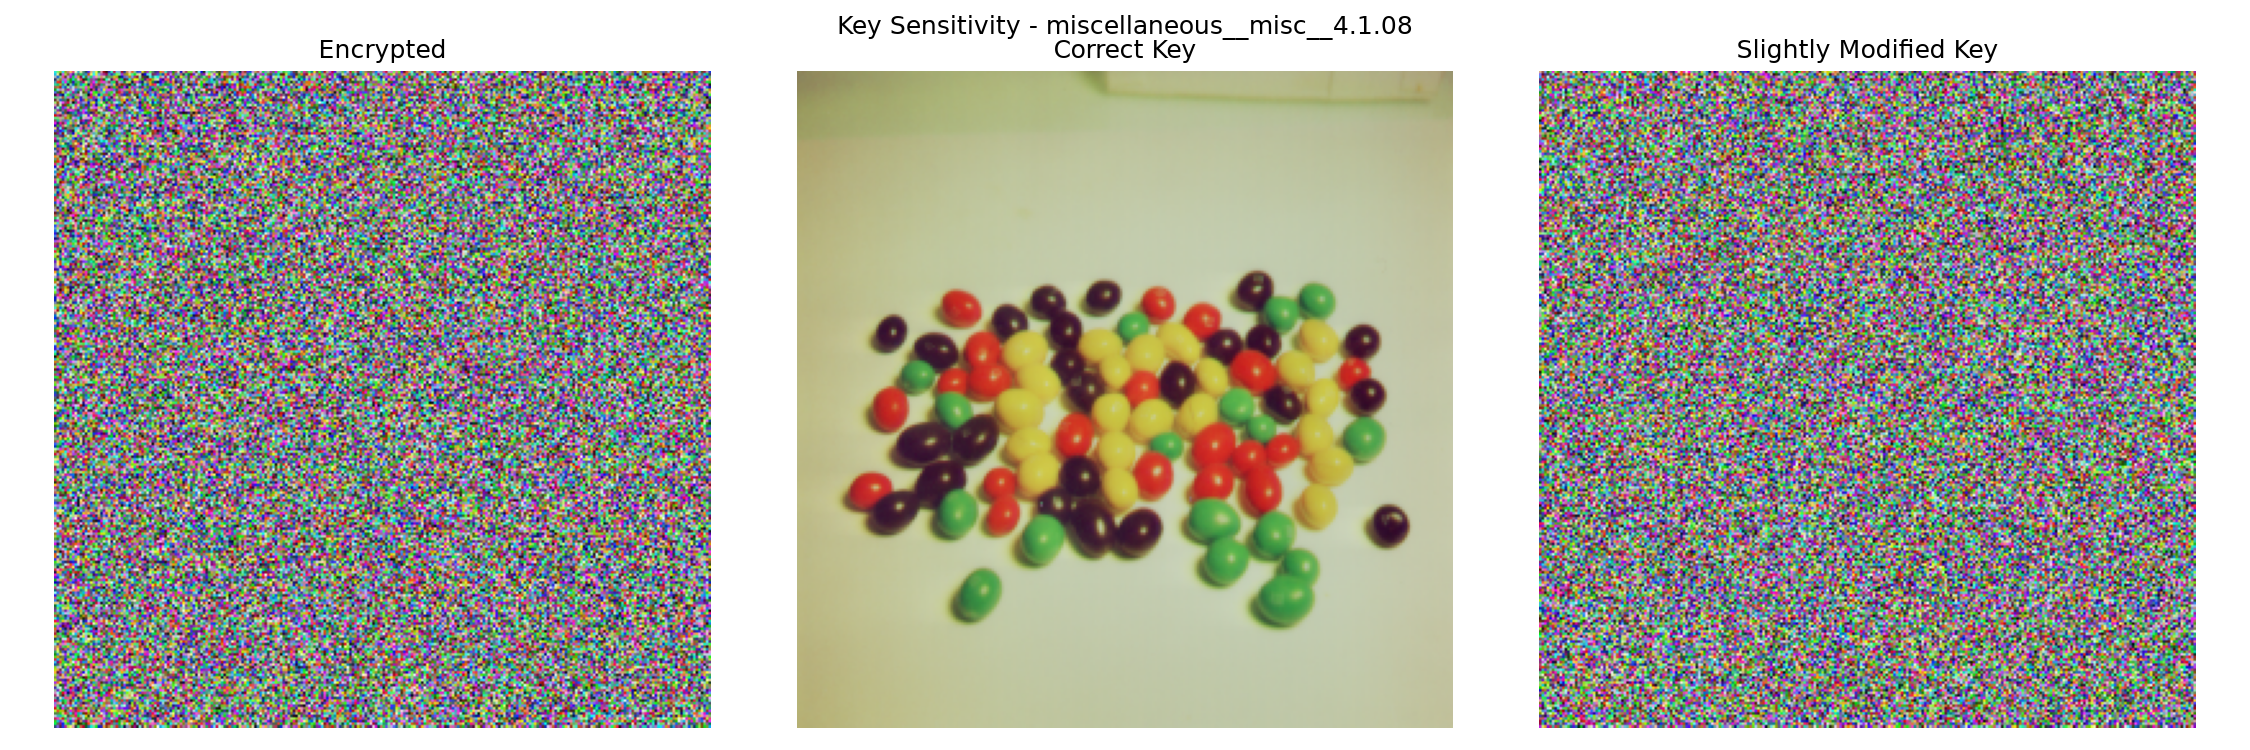 Key Sensitivity - miscellaneous__misc__4.1.08
Encrypted
Correct Key
Slightly Modified Key